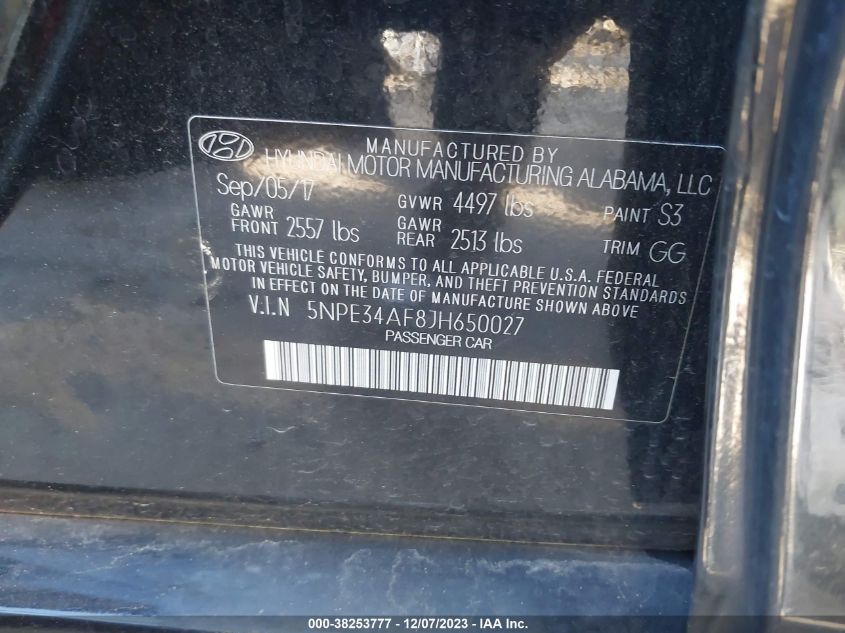 MANUFACTURED BY
HYUNDAI MOTOR MANUFACTURING ALABAMA, LLC
Sep/05/17 GVWR 4497 lbs PAINT S3
GAWR FRONT 2557 lbs GAWR REAR 2513 lbs TRIM GG
THIS VEHICLE CONFORMS TO ALL APPLICABLE U.S.A. FEDERAL
MOTOR VEHICLE SAFETY, BUMPER, AND THEFT PREVENTION STANDARDS
IN EFFECT ON THE DATE OF MANUFACTURE SHOWN ABOVE
V.I.N 5NPE34AF8JH650027
PASSENGER CAR
000-38253777 - 12/07/2023 - IAA Inc.